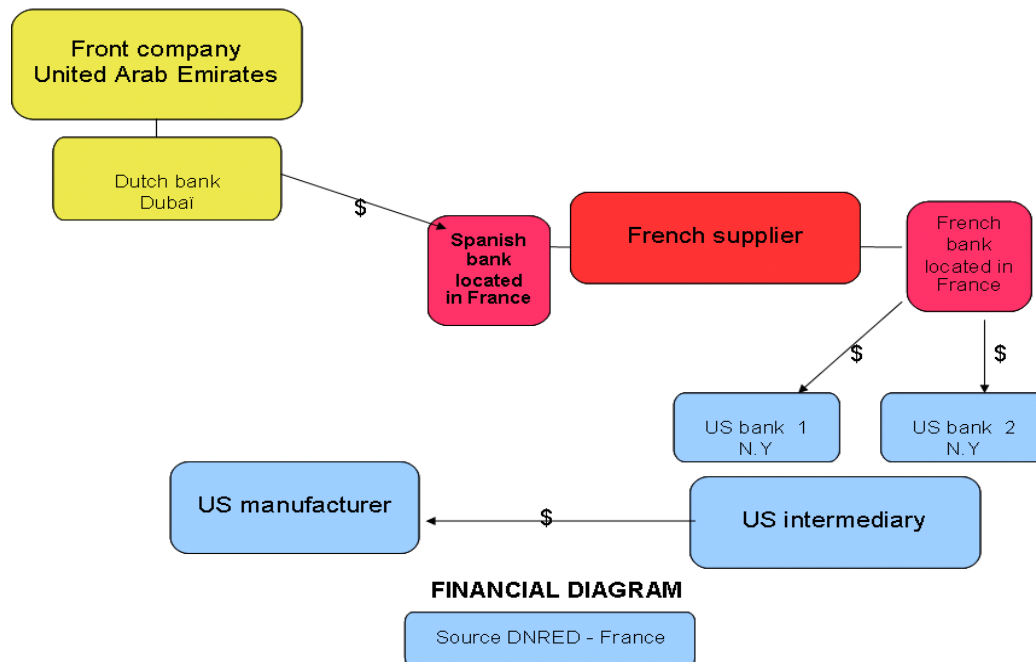 Front company
United Arab Emirates
Dutch bank
Dubaï
$
Spanish
bank
located
in France
French supplier
French
bank
located in
France
$
$
US bank 1
N.Y
US bank 2
N.Y
US manufacturer
$
US intermediary
FINANCIAL DIAGRAM
Source DNRED - France